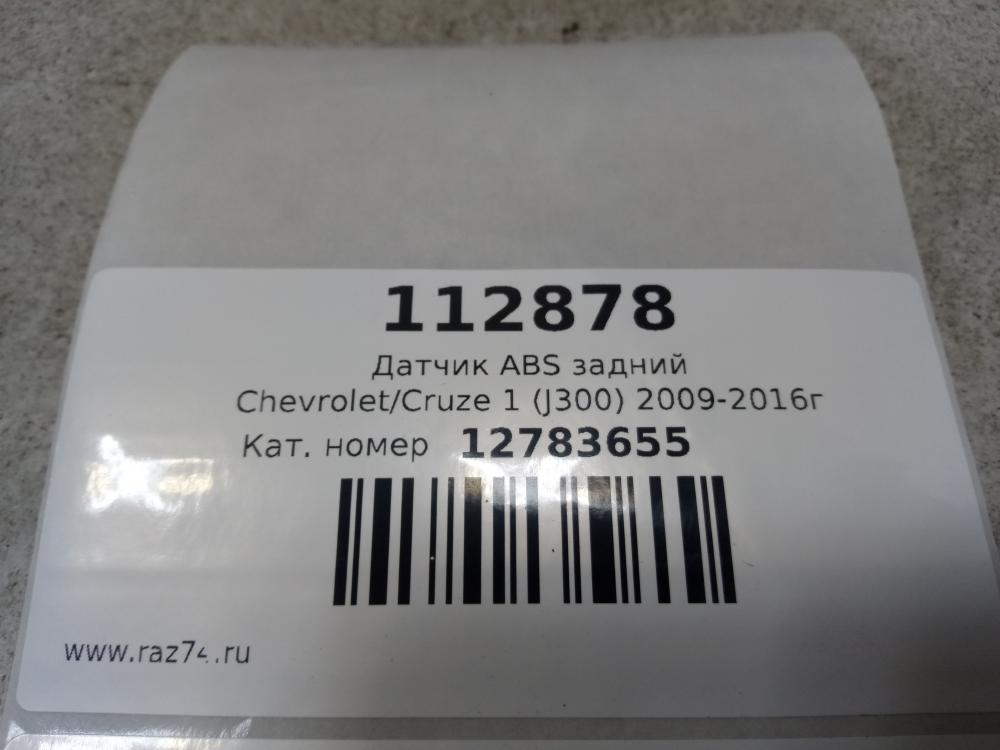 112878
Датчик ABS задний
Chevrolet/Cruze 1 (J300) 2009-2016г
Кат. номер 12783655
www.raz74.ru